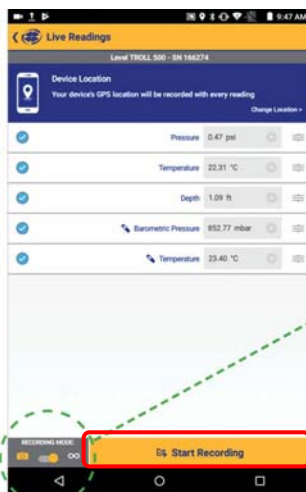 9:47 AM
Live Readings
Level TROLL 500 - SN 166274
Device Location
Your device's GPS location will be recorded with every reading
Change Location
Pressure 0.47 psi
Temperature 22.31 °C
Depth 1.09 ft
Barometric Pressure 852.77 mbar
Temperature 23.40 °C
RECORDING MODE:
Start Recording